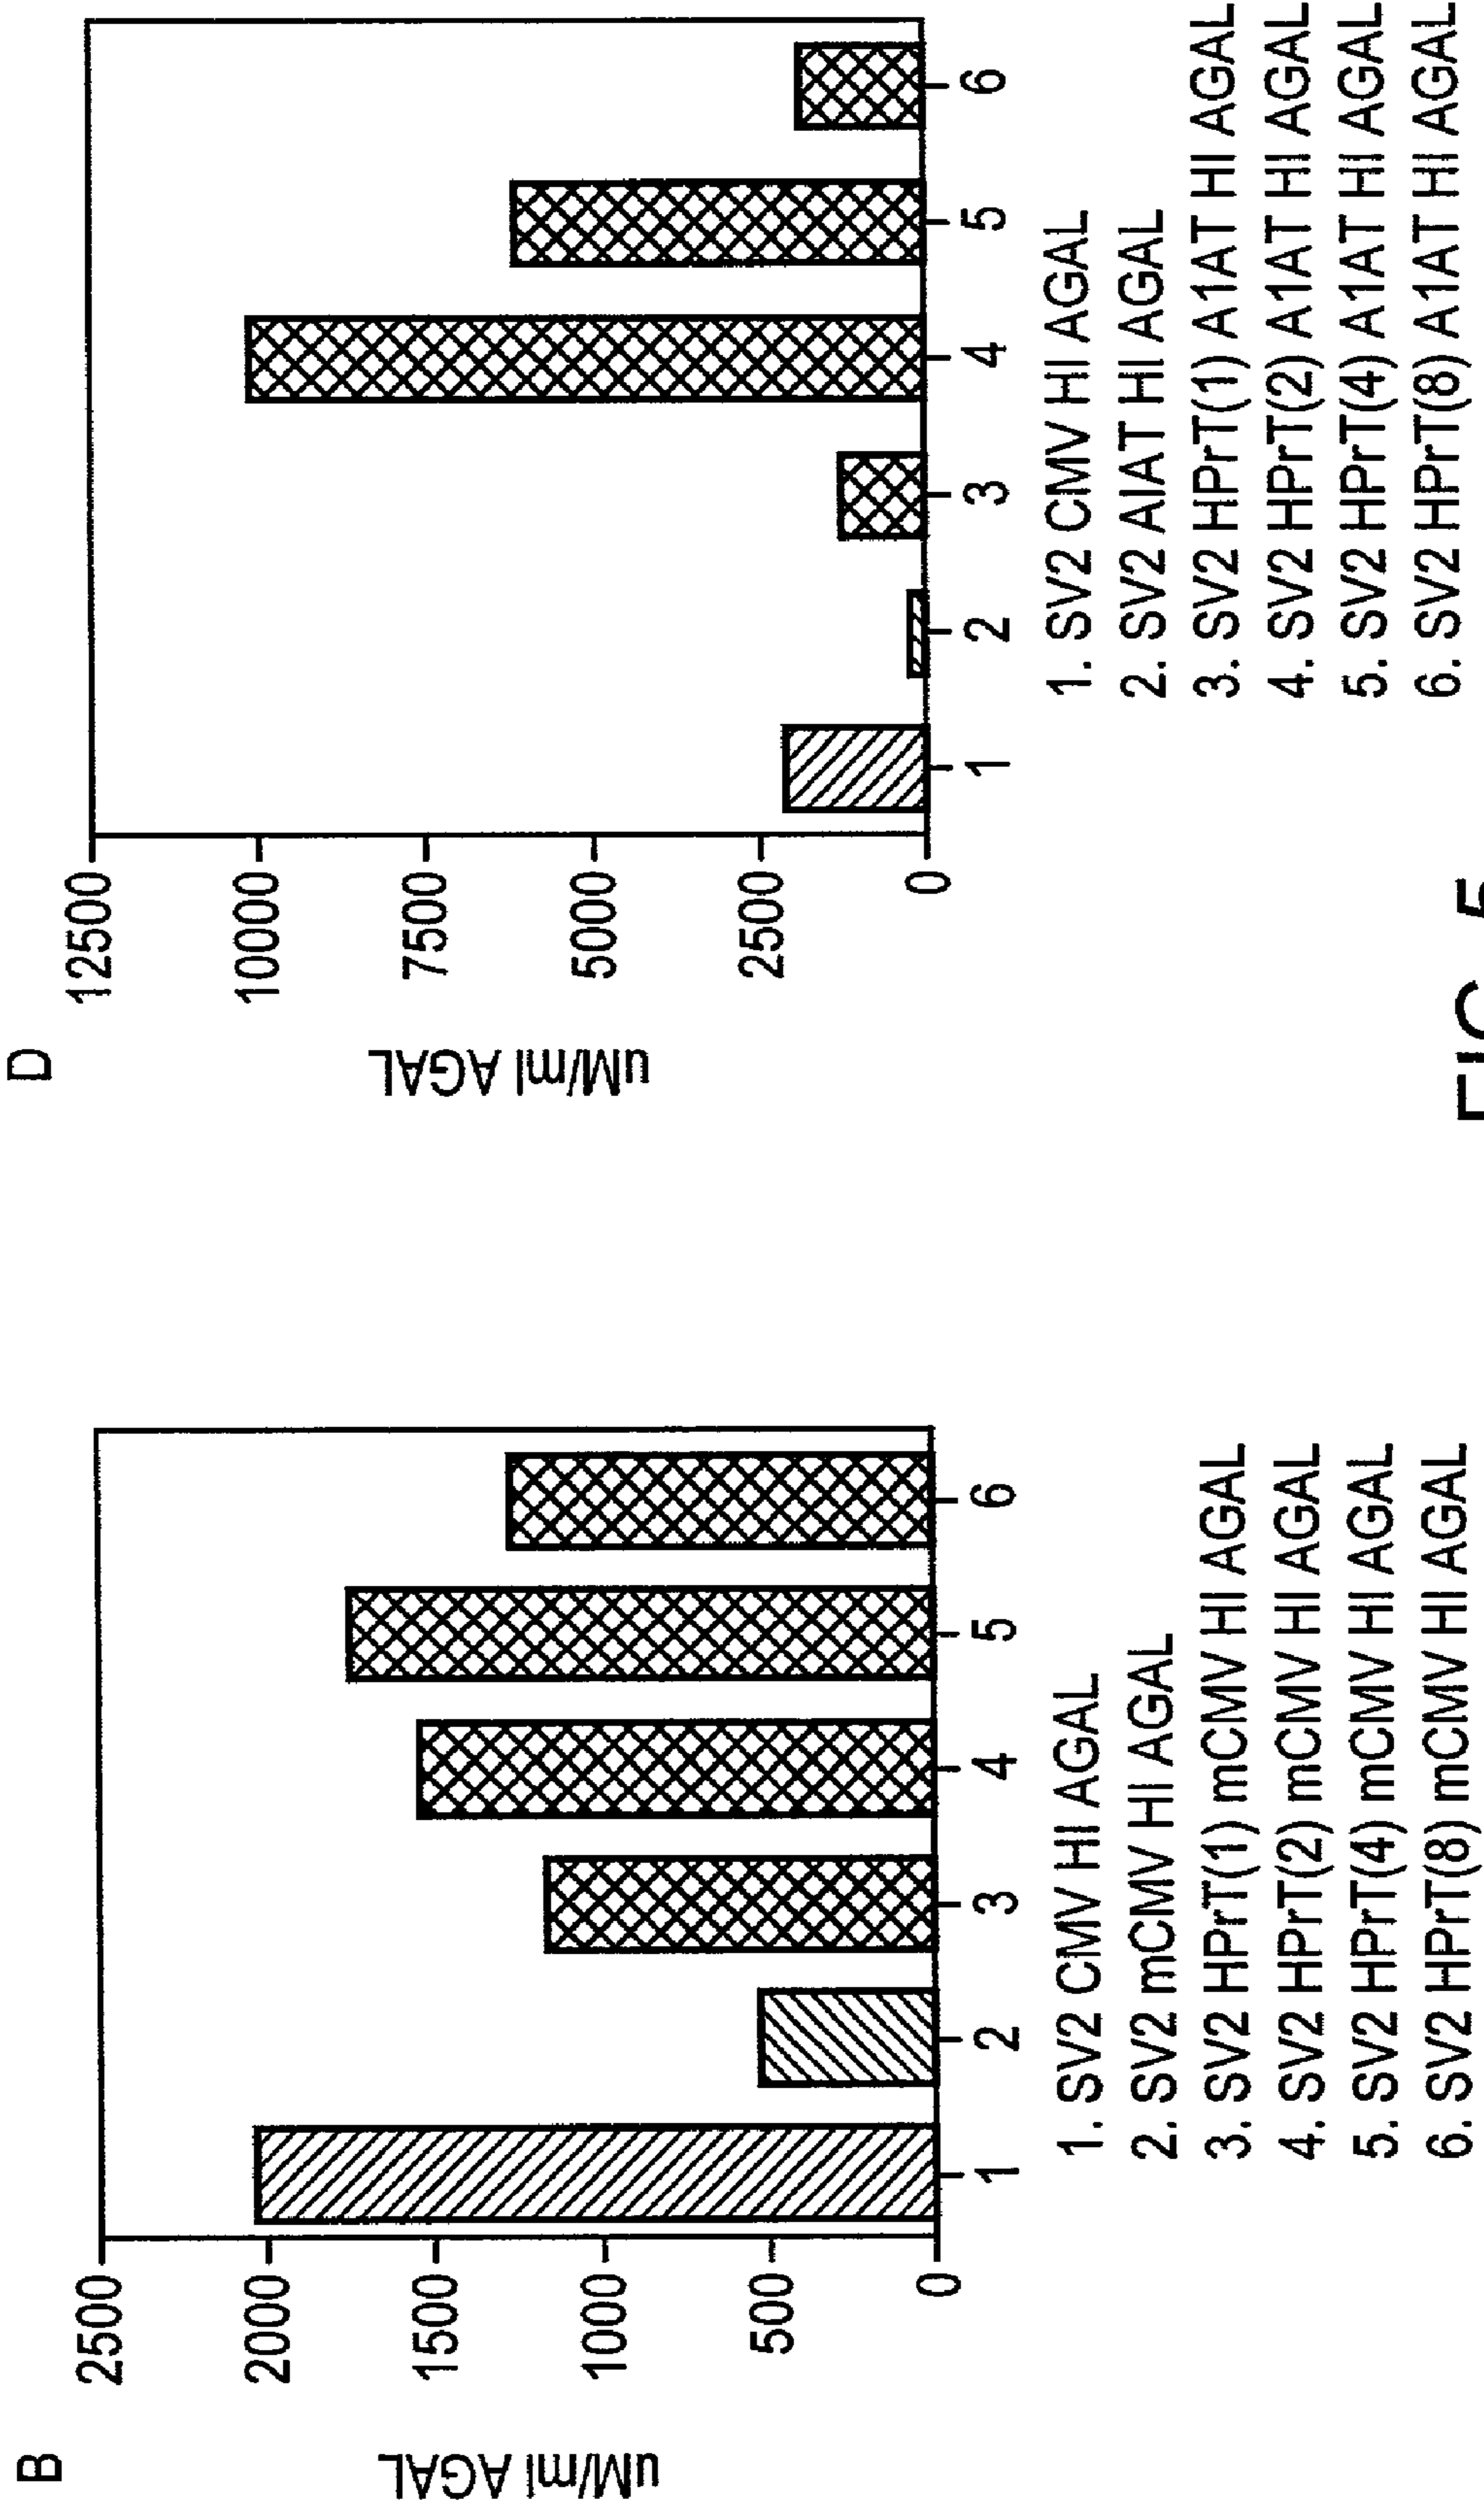 B
uM/ml AGAL
2500
2000
1500
1000
500
0
1 2 3 4 5 6
1. SV2 CMV HI AGAL
2. SV2 mCMV HI AGAL
3. SV2 HPrT(1) mCMV HI AGAL
4. SV2 HPrT(2) mCMV HI AGAL
5. SV2 HPrT(4) mCMV HI AGAL
6. SV2 HPrT(8) mCMV HI AGAL
D
uM/ml AGAL
12500
10000
7500
5000
2500
0
1 2 3 4 5 6
1. SV2 CMV HI AGAL
2. SV2 AIAT HI AGAL
3. SV2 HPrT(1) A1AT HI AGAL
4. SV2 HPrT(2) A1AT HI AGAL
5. SV2 HPrT(4) A1AT HI AGAL
6. SV2 HPrT(8) A1AT HI AGAL